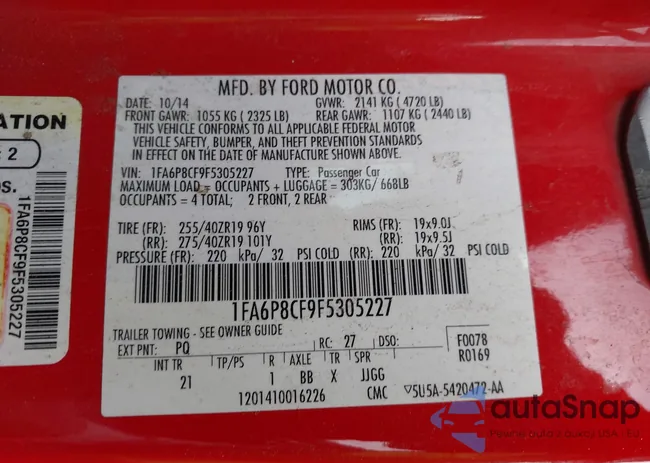 MFD. BY FORD MOTOR CO.
DATE: 10/14 GVWR: 2141 KG ( 4720 LB)
FRONT GAWR: 1055 KG ( 2325 LB) REAR GAWR: 1107 KG ( 2440 LB)
THIS VEHICLE CONFORMS TO ALL APPLICABLE FEDERAL MOTOR
VEHICLE SAFETY, BUMPER, AND THEFT PREVENTION STANDARDS
IN EFFECT ON THE DATE OF MANUFACTURE SHOWN ABOVE.
VIN: 1FA6P8CF9F5305227 TYPE: Passenger Car
MAXIMUM LOAD = OCCUPANTS + LUGGAGE = 303KG/ 668LB
OCCUPANTS = 4 TOTAL; 2 FRONT, 2 REAR
TIRE (FR): 255/40ZR19 96Y RIMS (FR): 19x9.0J
(RR): 275/40ZR19 101Y (RR): 19x9.5J
PRESSURE (FR): 220 kPa/ 32 PSI COLD (RR): 220 kPa/ 32 PSI COLD
1FA6P8CF9F5305227
TRAILER TOWING - SEE OWNER GUIDE
EXT PNT: PQ RC: 27 DSO: F0078
R0169
INT TR TP/PS R AXLE TR SPR
21 1 BB X JJGG
1201410016226 CMC ▽5U5A-5420472-AA
ATION
: 2
OS.
1FA6P8CF9F5305227
autoSnap